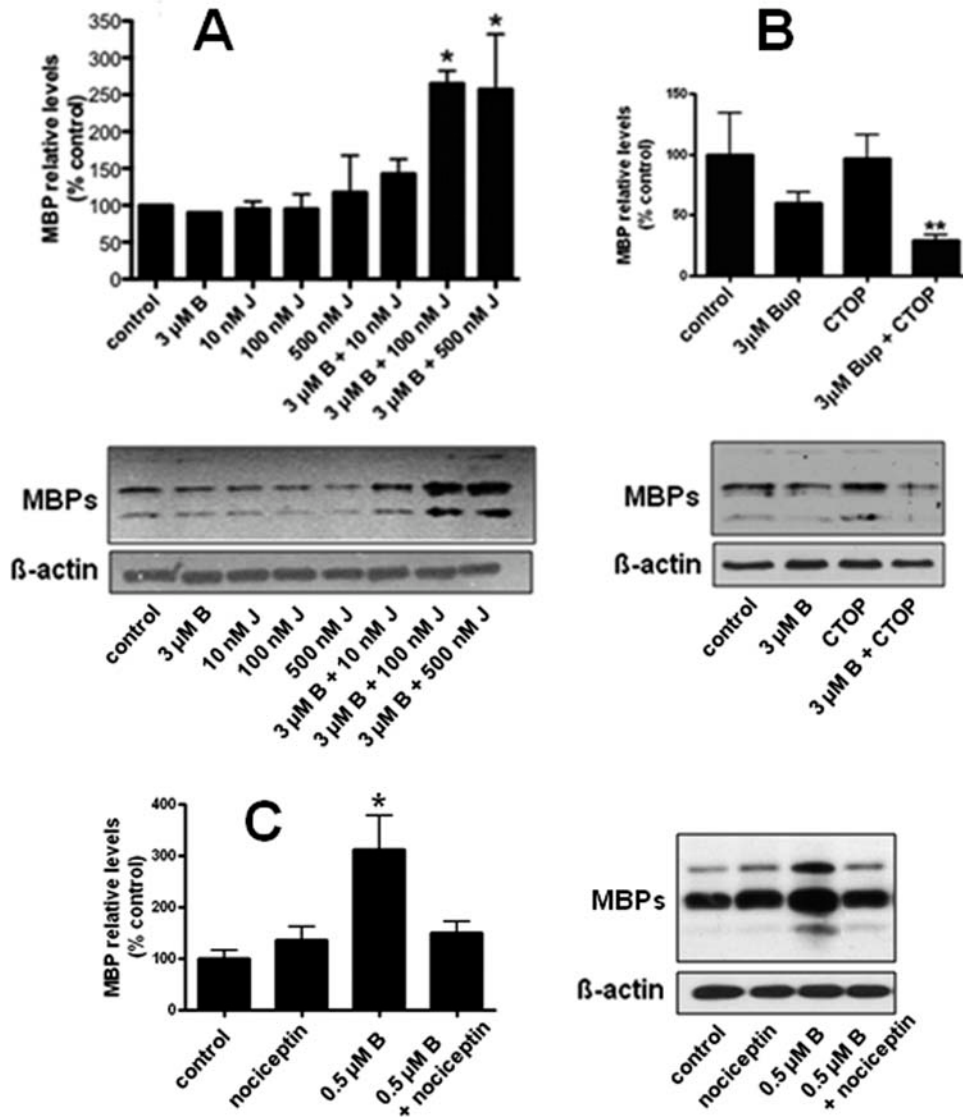 A
MBP relative levels
(% control)
350
300
250
200
150
100
50
0
*
*
control
3 µM B
10 nM J
100 nM J
500 nM J
3 µM B + 10 nM J
3 µM B + 100 nM J
3 µM B + 500 nM J
MBPs
ß-actin
control
3 µM B
10 nM J
100 nM J
500 nM J
3 µM B + 10 nM J
3 µM B + 100 nM J
3 µM B + 500 nM J
B
MBP relative levels
(% control)
150
100
50
0
**
control
3µM Bup
CTOP
3µM Bup + CTOP
MBPs
ß-actin
control
3 µM B
CTOP
3 µM B + CTOP
C
MBP relative levels
(% control)
400
300
200
100
0
*
control
nociceptin
0.5 µM B
0.5 µM B
+ nociceptin
MBPs
ß-actin
control
nociceptin
0.5 µM B
0.5 µM B
+ nociceptin